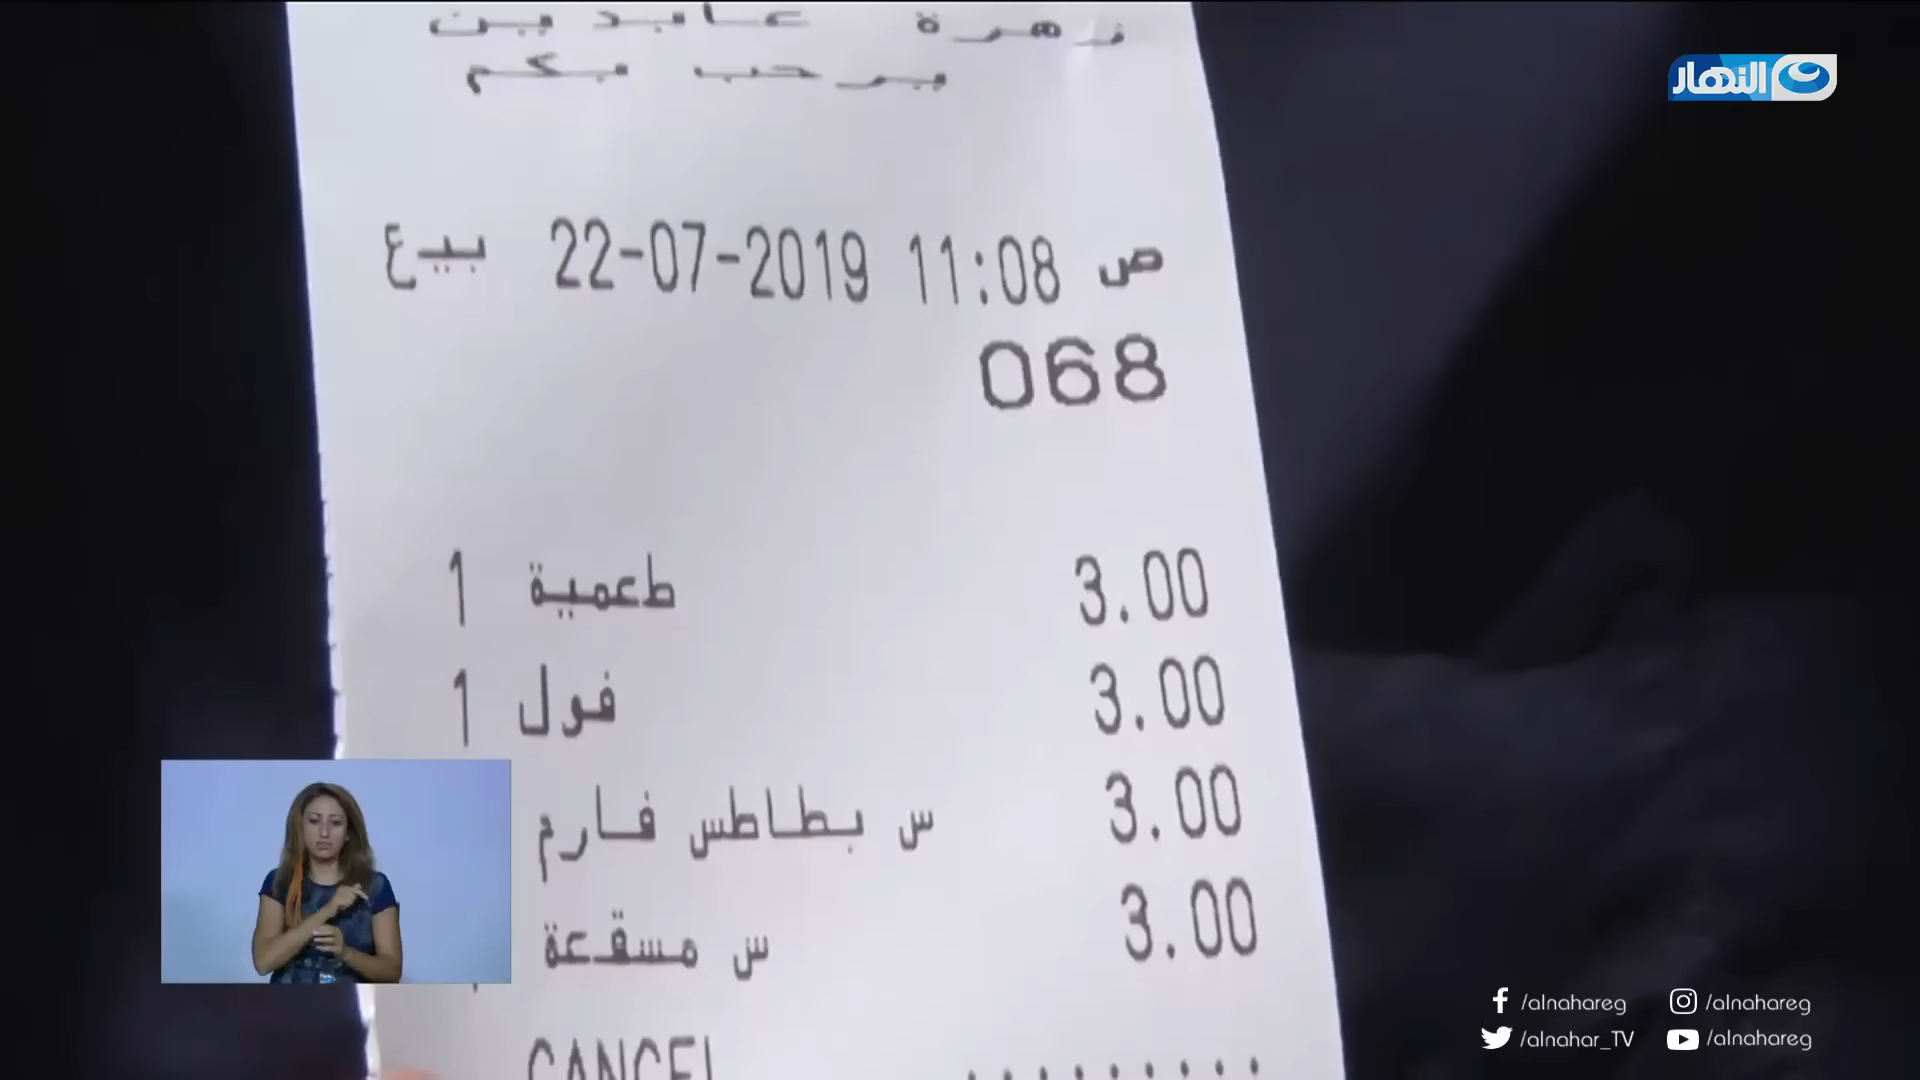 زهرة عابدين
يرحب بكم
النهار
بيع 22-07-2019 11:08 ص
068
1 طعمية 3.00
1 فول 3.00
س بطاطس فارم 3.00
س مسقعة 3.00
CANCEL
/alnahareg /alnahareg
/alnahar_TV /alnahareg